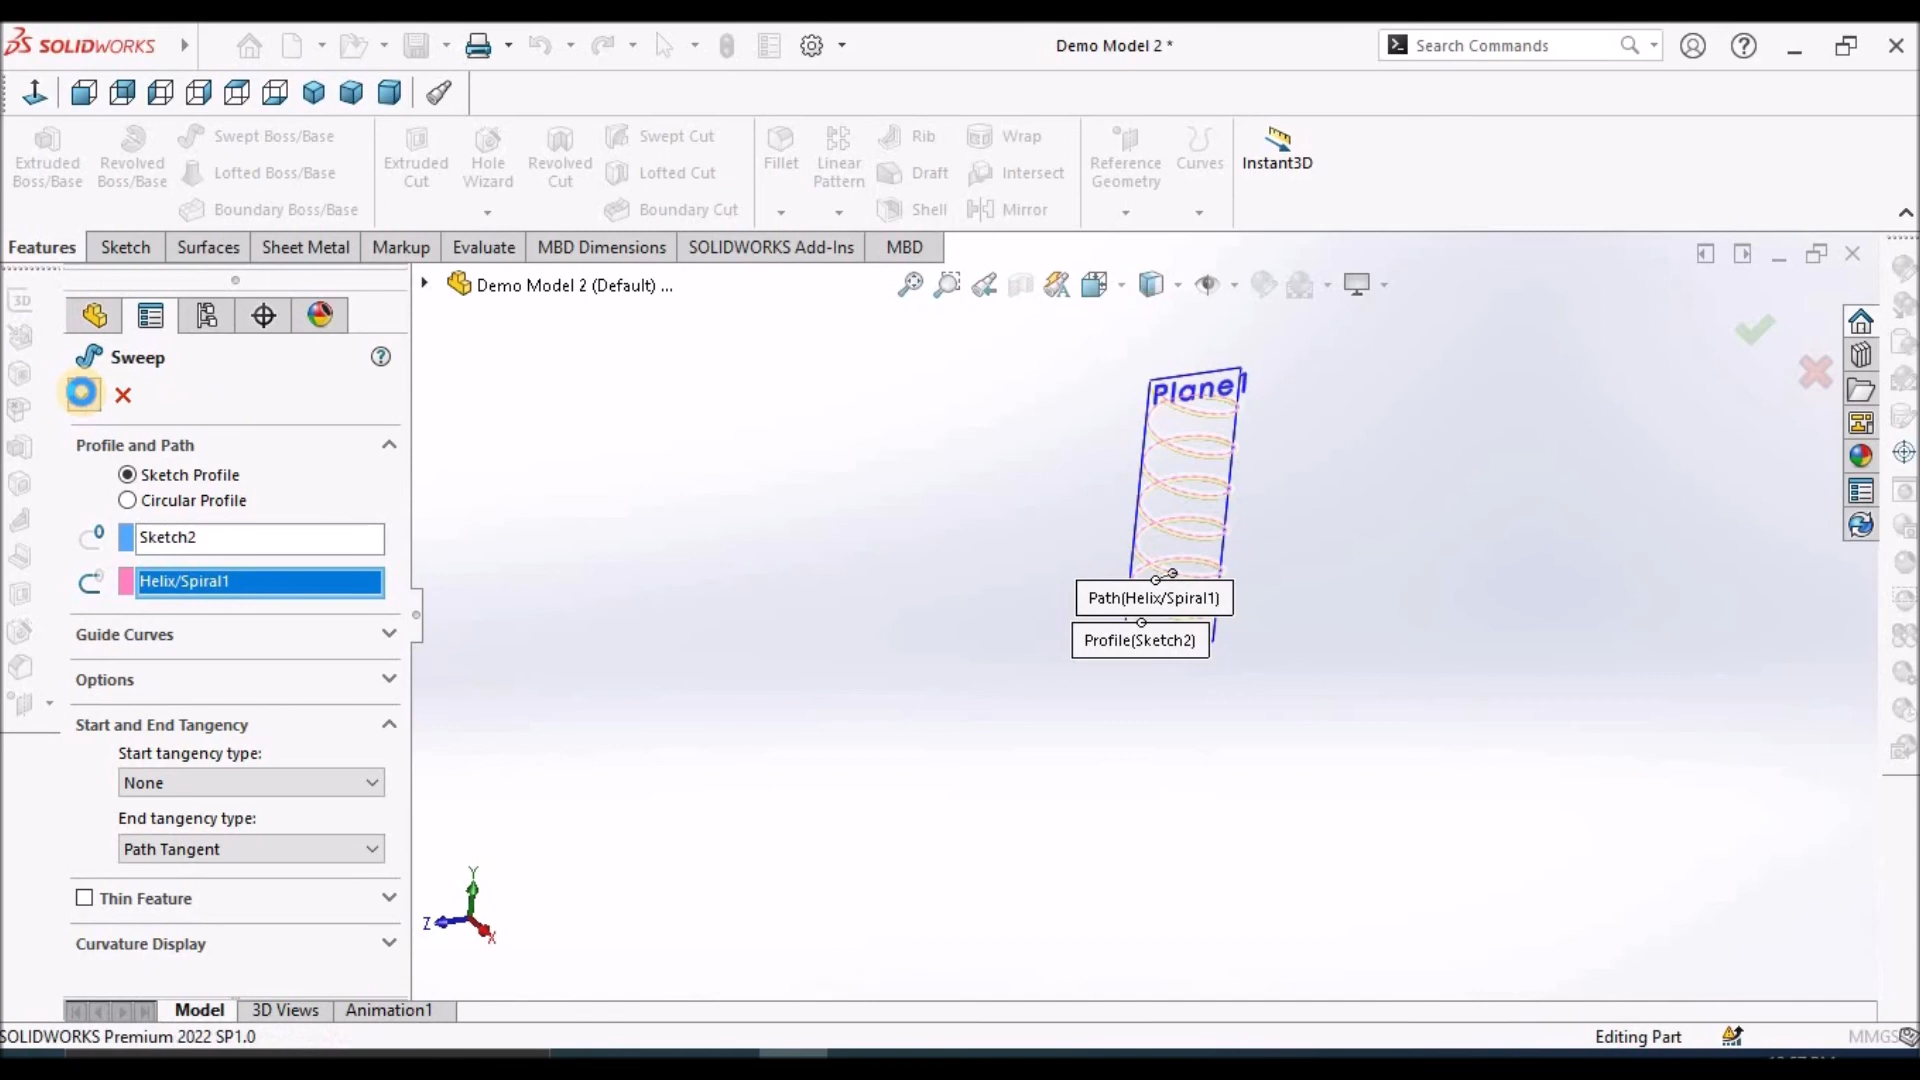 SOLIDWORKS
Demo Model 2 *
Search Commands
Extruded Boss/Base
Revolved Boss/Base
Swept Boss/Base
Lofted Boss/Base
Boundary Boss/Base
Extruded Cut
Hole Wizard
Revolved Cut
Swept Cut
Lofted Cut
Boundary Cut
Fillet
Linear Pattern
Rib
Draft
Shell
Wrap
Intersect
Mirror
Reference Geometry
Curves
Instant3D
Features
Sketch
Surfaces
Sheet Metal
Markup
Evaluate
MBD Dimensions
SOLIDWORKS Add-Ins
MBD
Demo Model 2 (Default) ...
3D
Sweep
Profile and Path
Sketch Profile
Circular Profile
Sketch2
Helix/Spiral1
Guide Curves
Options
Start and End Tangency
Start tangency type:
None
End tangency type:
Path Tangent
Thin Feature
Curvature Display
Plane1
Path(Helix/Spiral1)
Profile(Sketch2)
Y
Z
X
Model
3D Views
Animation1
SOLIDWORKS Premium 2022 SP1.0
Editing Part
MMGS